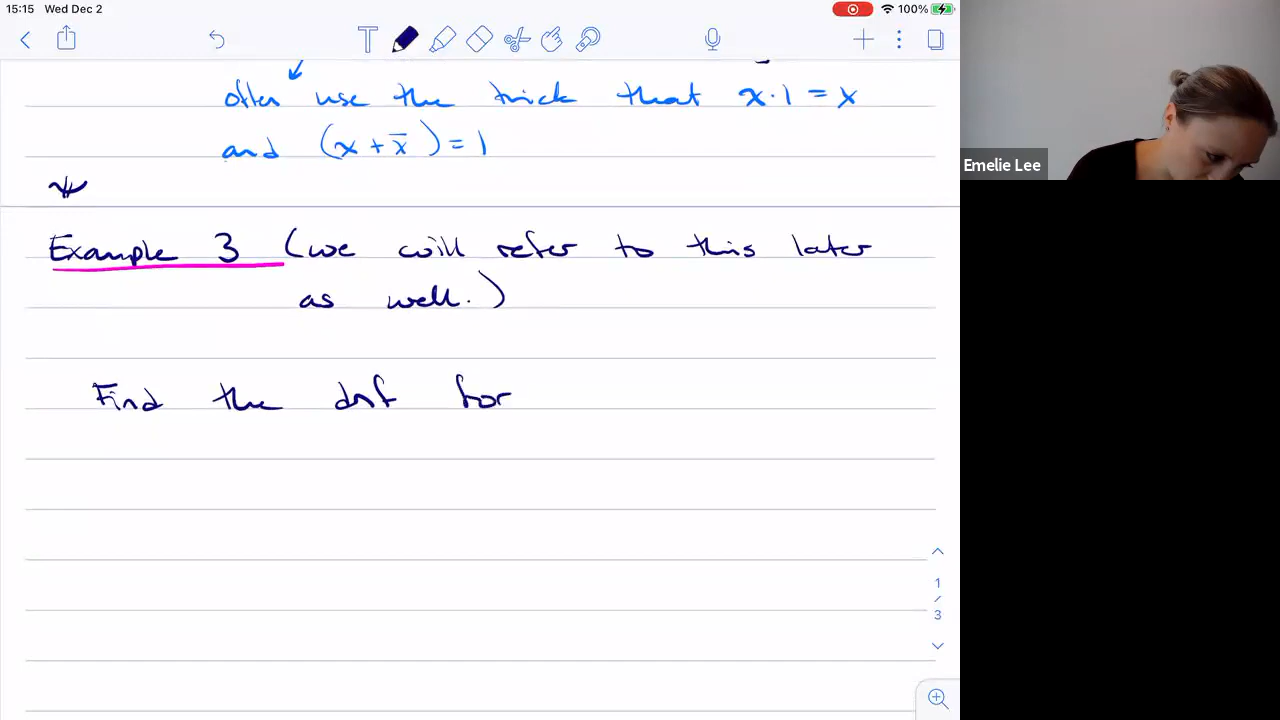 15:15 Wed Dec 2
100%
often use the trick that x·1 = x
and (x + x̄) = 1
Emelie Lee
Example 3 (we will refer to this later
as well.)
Find the dnf for
1
/
3